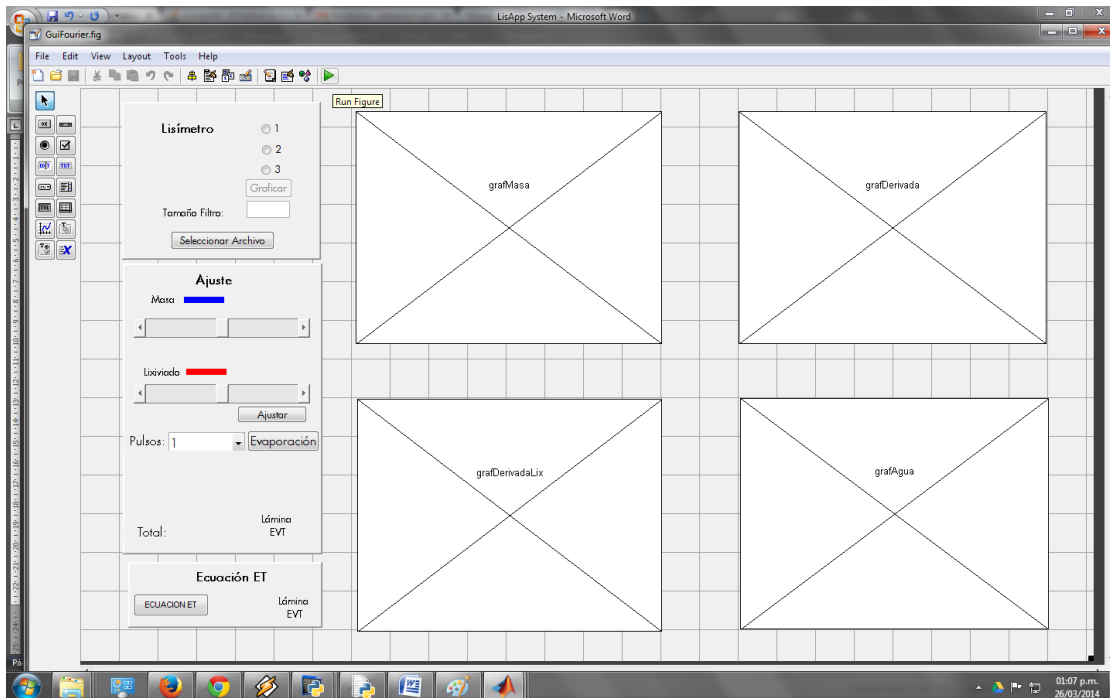 LisApp System - Microsoft Word
GuiFourier.fig
File Edit View Layout Tools Help
Run Figure
Lisímetro
1
2
3
Graficar
Tamaño Filtro:
Seleccionar Archivo
Ajuste
Masa
Lixiviado
Ajustar
Pulsos: 1
Evaporación
Total:
Lámina
EVT
Ecuación ET
ECUACION ET
Lámina
EVT
grafMasa
grafDerivada
grafDerivadaLix
grafAgua
01:07 p.m.
26/03/2014